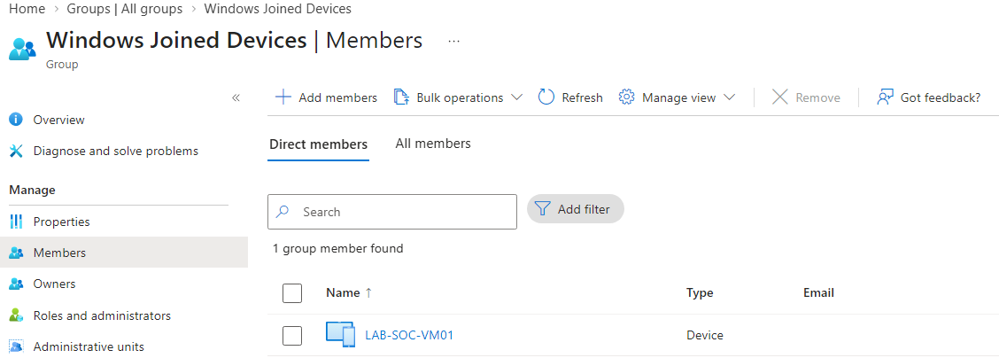 Home > Groups | All groups > Windows Joined Devices
Windows Joined Devices | Members ...
Group
«
Add members Bulk operations Refresh Manage view Remove Got feedback?
Overview
Diagnose and solve problems
Manage
Properties
Members
Owners
Roles and administrators
Administrative units
Direct members All members
Search
Add filter
1 group member found
Name ↑ Type Email
LAB-SOC-VM01 Device